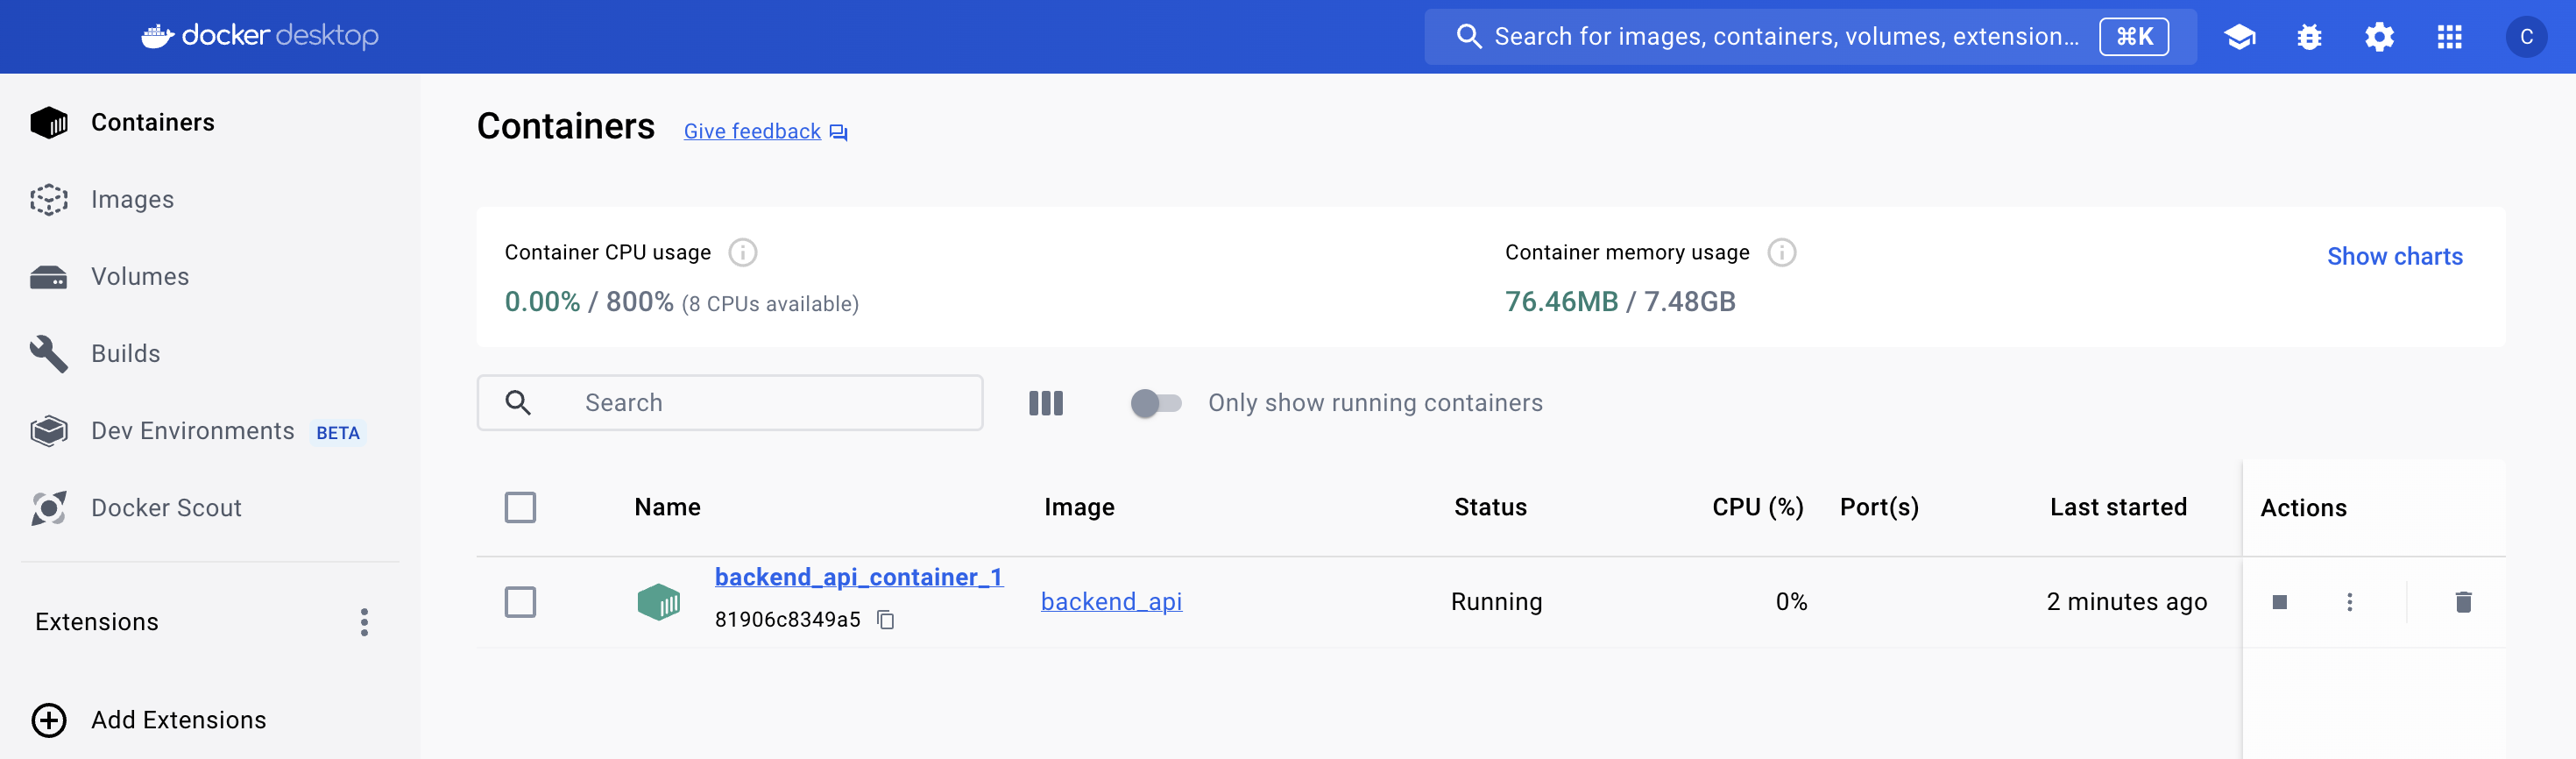 docker desktop
Search for images, containers, volumes, extension...
⌘K
C
Containers
Images
Volumes
Builds
Dev Environments BETA
Docker Scout
Extensions
Add Extensions
Containers
Give feedback
Container CPU usage
0.00% / 800% (8 CPUs available)
Container memory usage
76.46MB / 7.48GB
Show charts
Search
Only show running containers
Name Image Status CPU (%) Port(s) Last started Actions
backend_api_container_1
81906c8349a5
backend_api
Running
0%
2 minutes ago